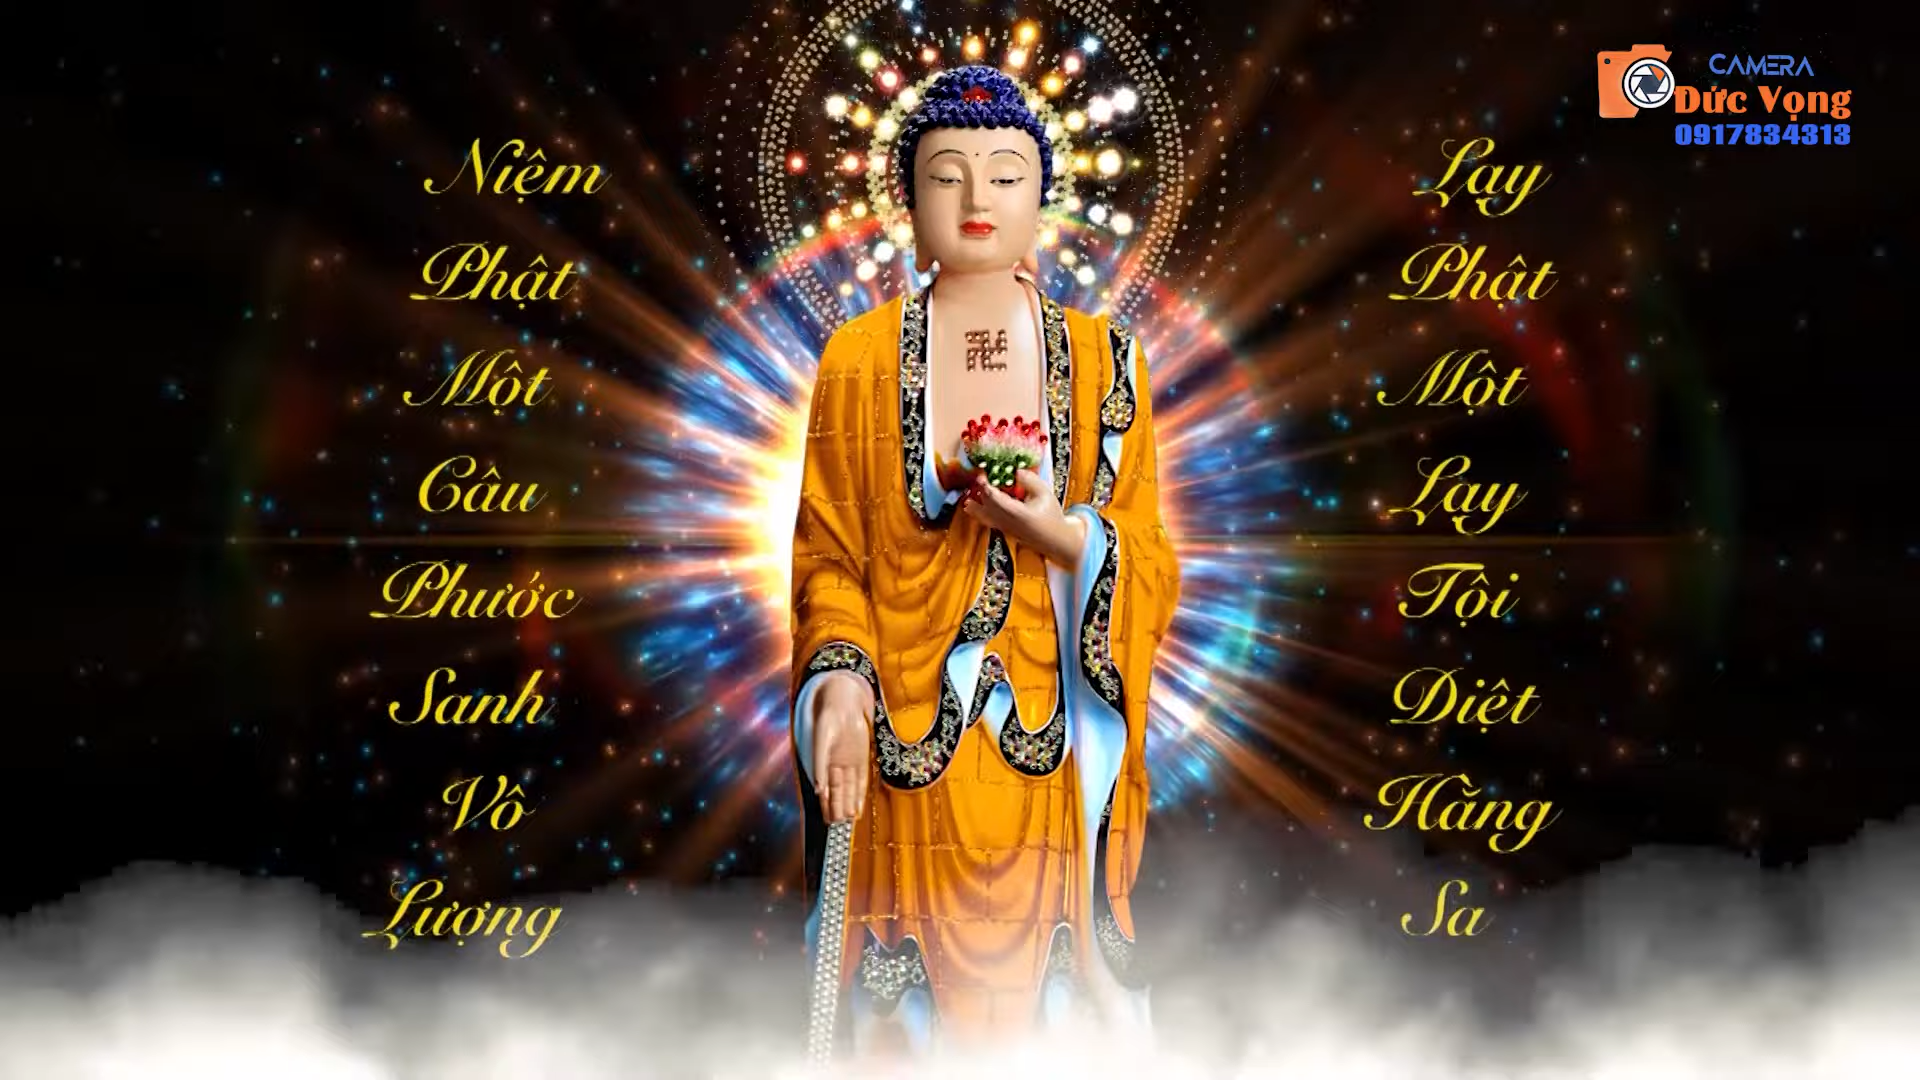 Niệm
Phật
Một
Câu
Phước
Sanh
Vô
Lượng
Lạy
Phật
Một
Lạy
Tội
Diệt
Hằng
Sa
CAMERA
Đức Vọng
0917834313